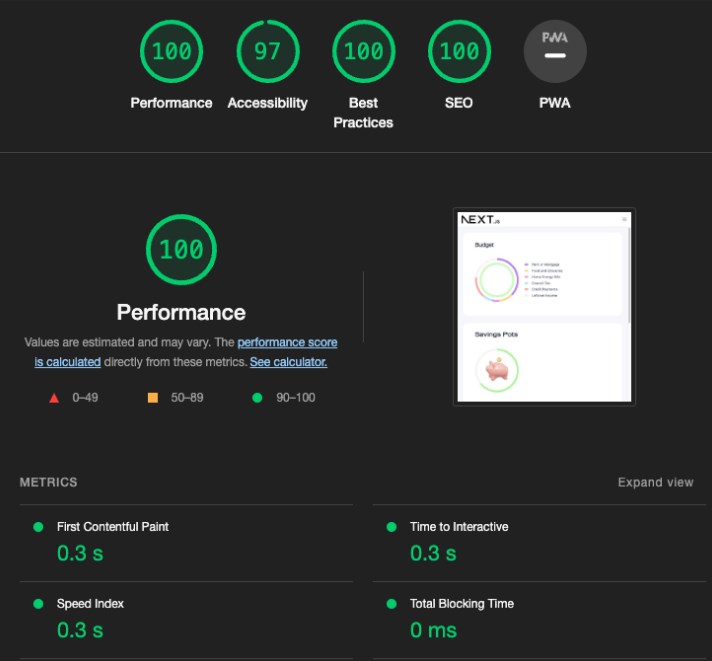 100
97
100
100
PWA
Performance
Accessibility
Best
Practices
SEO
PWA
100
Performance
Values are estimated and may vary. The performance score
is calculated directly from these metrics. See calculator.
0–49
50–89
90–100
NEXT.JS
Budget
Rent or Mortgage
Savings Pots
METRICS
Expand view
First Contentful Paint
0.3 s
Time to Interactive
0.3 s
Speed Index
0.3 s
Total Blocking Time
0 ms